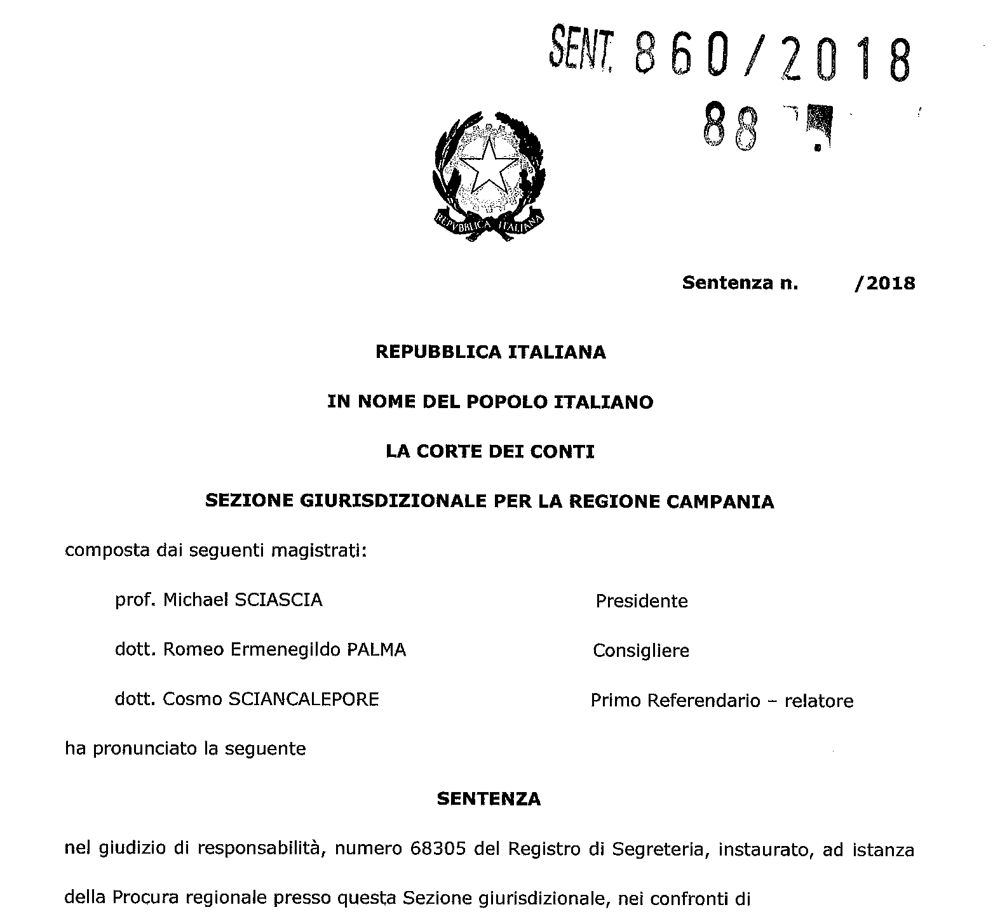 SENT. 860/2018
88
REPVBBLICA ITALIANA
Sentenza n. /2018
REPUBBLICA ITALIANA
IN NOME DEL POPOLO ITALIANO
LA CORTE DEI CONTI
SEZIONE GIURISDIZIONALE PER LA REGIONE CAMPANIA
composta dai seguenti magistrati:
prof. Michael SCIASCIA Presidente
dott. Romeo Ermenegildo PALMA Consigliere
dott. Cosmo SCIANCALEPORE Primo Referendario – relatore
ha pronunciato la seguente
SENTENZA
nel giudizio di responsabilità, numero 68305 del Registro di Segreteria, instaurato, ad istanza
della Procura regionale presso questa Sezione giurisdizionale, nei confronti di